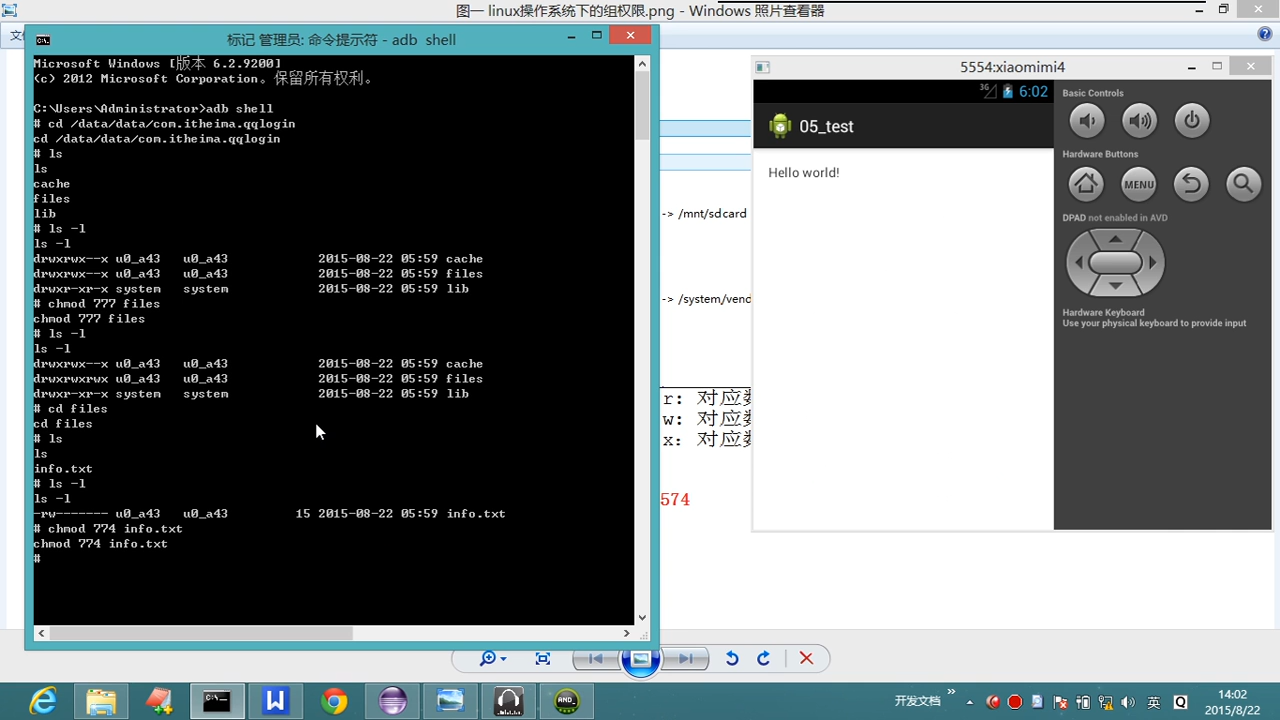 图一 linux操作系统下的组权限.png - Windows 照片查看器
标记 管理员: 命令提示符 - adb shell
Microsoft Windows [版本 6.2.9200]
(c) 2012 Microsoft Corporation。保留所有权利。
C:\Users\Administrator>adb shell
# cd /data/data/com.itheima.qqlogin
cd /data/data/com.itheima.qqlogin
# ls
ls
cache
files
lib
# ls -l
ls -l
drwxrwx--x u0_a43 u0_a43 2015-08-22 05:59 cache
drwxrwx--x u0_a43 u0_a43 2015-08-22 05:59 files
drwxr-xr-x system system 2015-08-22 05:59 lib
# chmod 777 files
chmod 777 files
# ls -l
ls -l
drwxrwx--x u0_a43 u0_a43 2015-08-22 05:59 cache
drwxrwxrwx u0_a43 u0_a43 2015-08-22 05:59 files
drwxr-xr-x system system 2015-08-22 05:59 lib
# cd files
cd files
# ls
ls
info.txt
# ls -l
ls -l
-rw------- u0_a43 u0_a43 15 2015-08-22 05:59 info.txt
# chmod 774 info.txt
chmod 774 info.txt
#
-> /mnt/sdcard
-> /system/vend
r: 对应
w: 对应
x: 对应
574
5554:xiaomimi4
3G 6:02
05_test
Hello world!
Basic Controls
Hardware Buttons
MENU
DPAD not enabled in AVD
Hardware Keyboard
Use your physical keyboard to provide input
开发文档
英
14:02
2015/8/22